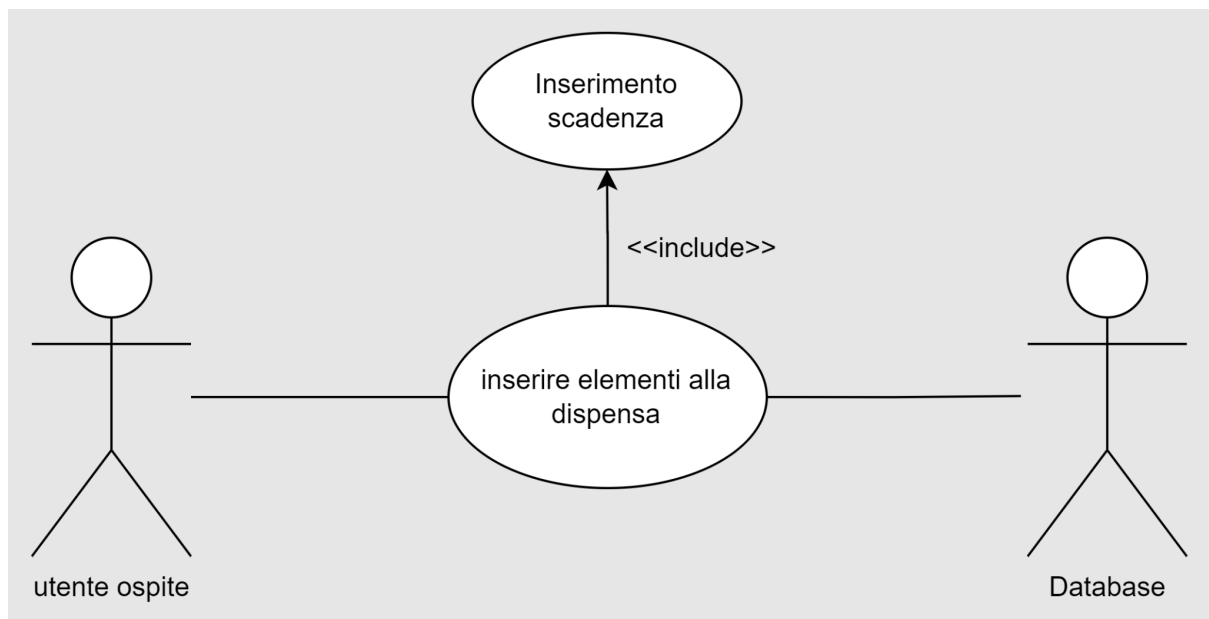 Inserimento
scadenza
<<include>>
inserire elementi alla
dispensa
utente ospite
Database